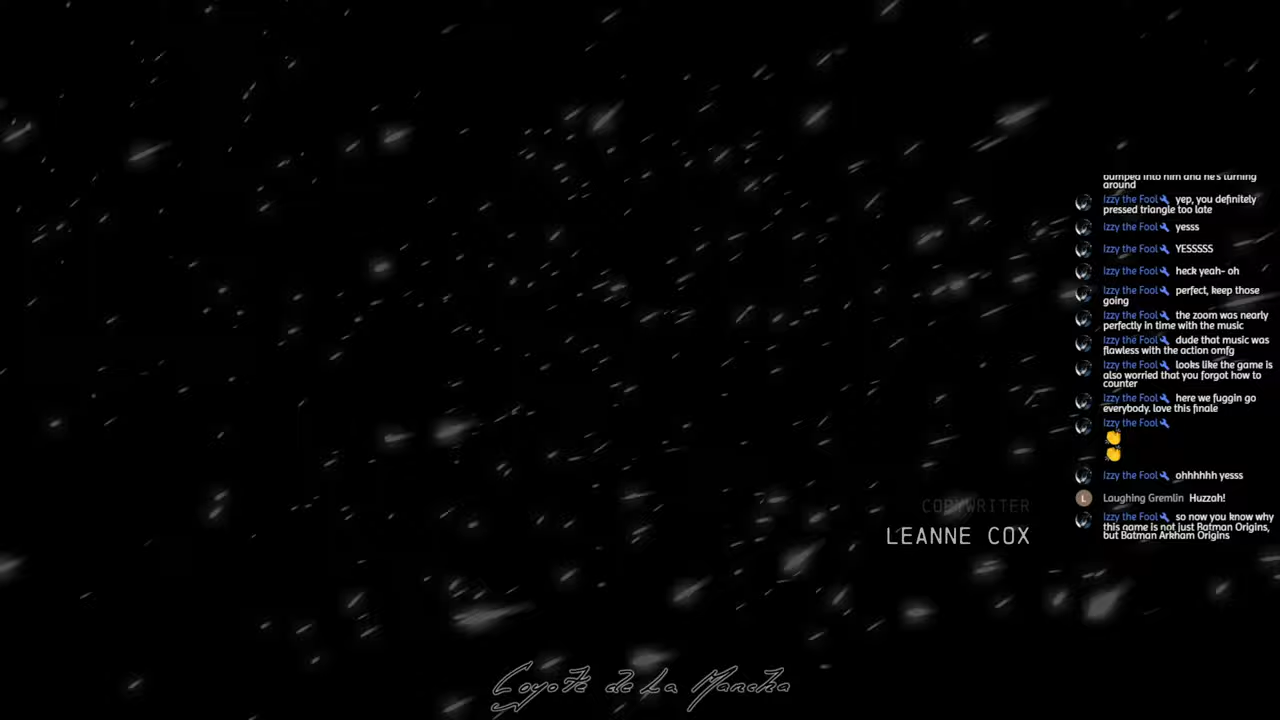 bumped into him and he's turning
around
Izzy the Fool yep, you definitely
pressed triangle too late
Izzy the Fool yesss
Izzy the Fool YESSSSS
Izzy the Fool heck yeah- oh
Izzy the Fool perfect, keep those
going
Izzy the Fool the zoom was nearly
perfectly in time with the music
Izzy the Fool dude that music was
flawless with the action omfg
Izzy the Fool looks like the game is
also worried that you forgot how to
counter
Izzy the Fool here we fuggin go
everybody. love this finale
Izzy the Fool
Izzy the Fool ohhhhhh yesss
L Laughing Gremlin Huzzah!
Izzy the Fool so now you know why
this game is not just Batman Origins,
but Batman Arkham Origins
COPYWRITER
LEANNE COX
Coyote de La Mancha